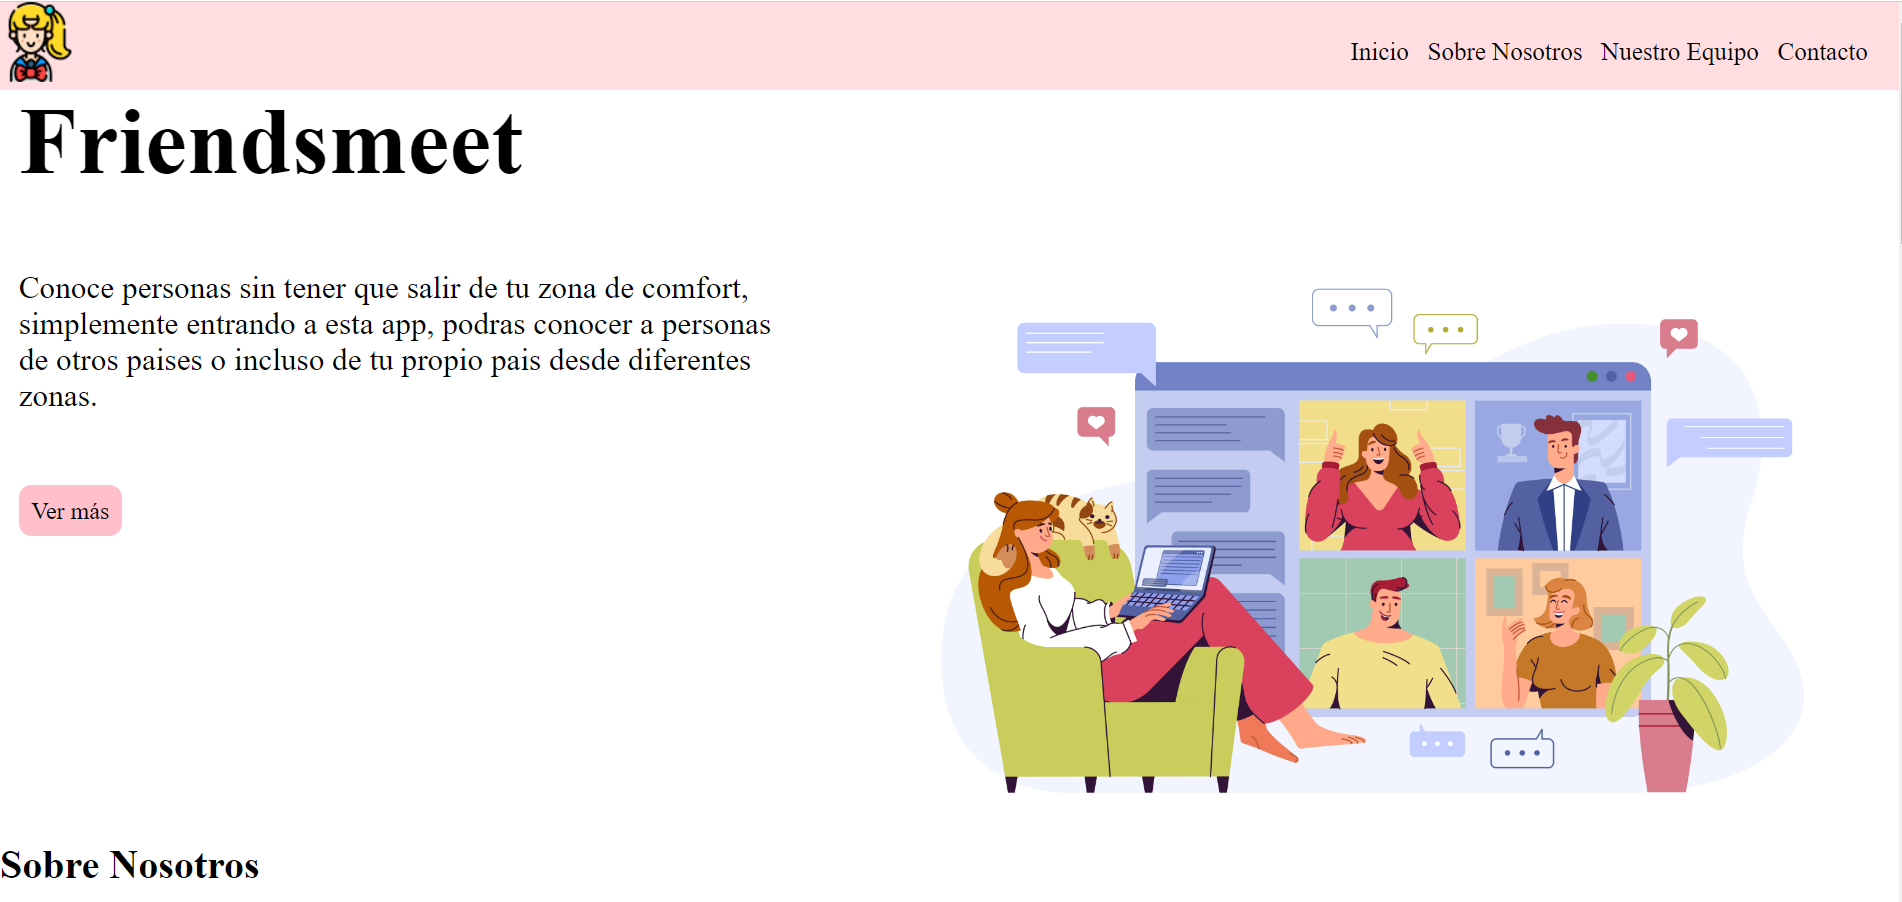 Inicio Sobre Nosotros Nuestro Equipo Contacto
Friendsmeet
Conoce personas sin tener que salir de tu zona de comfort,
simplemente entrando a esta app, podras conocer a personas
de otros paises o incluso de tu propio pais desde diferentes
zonas.
Ver más
Sobre Nosotros